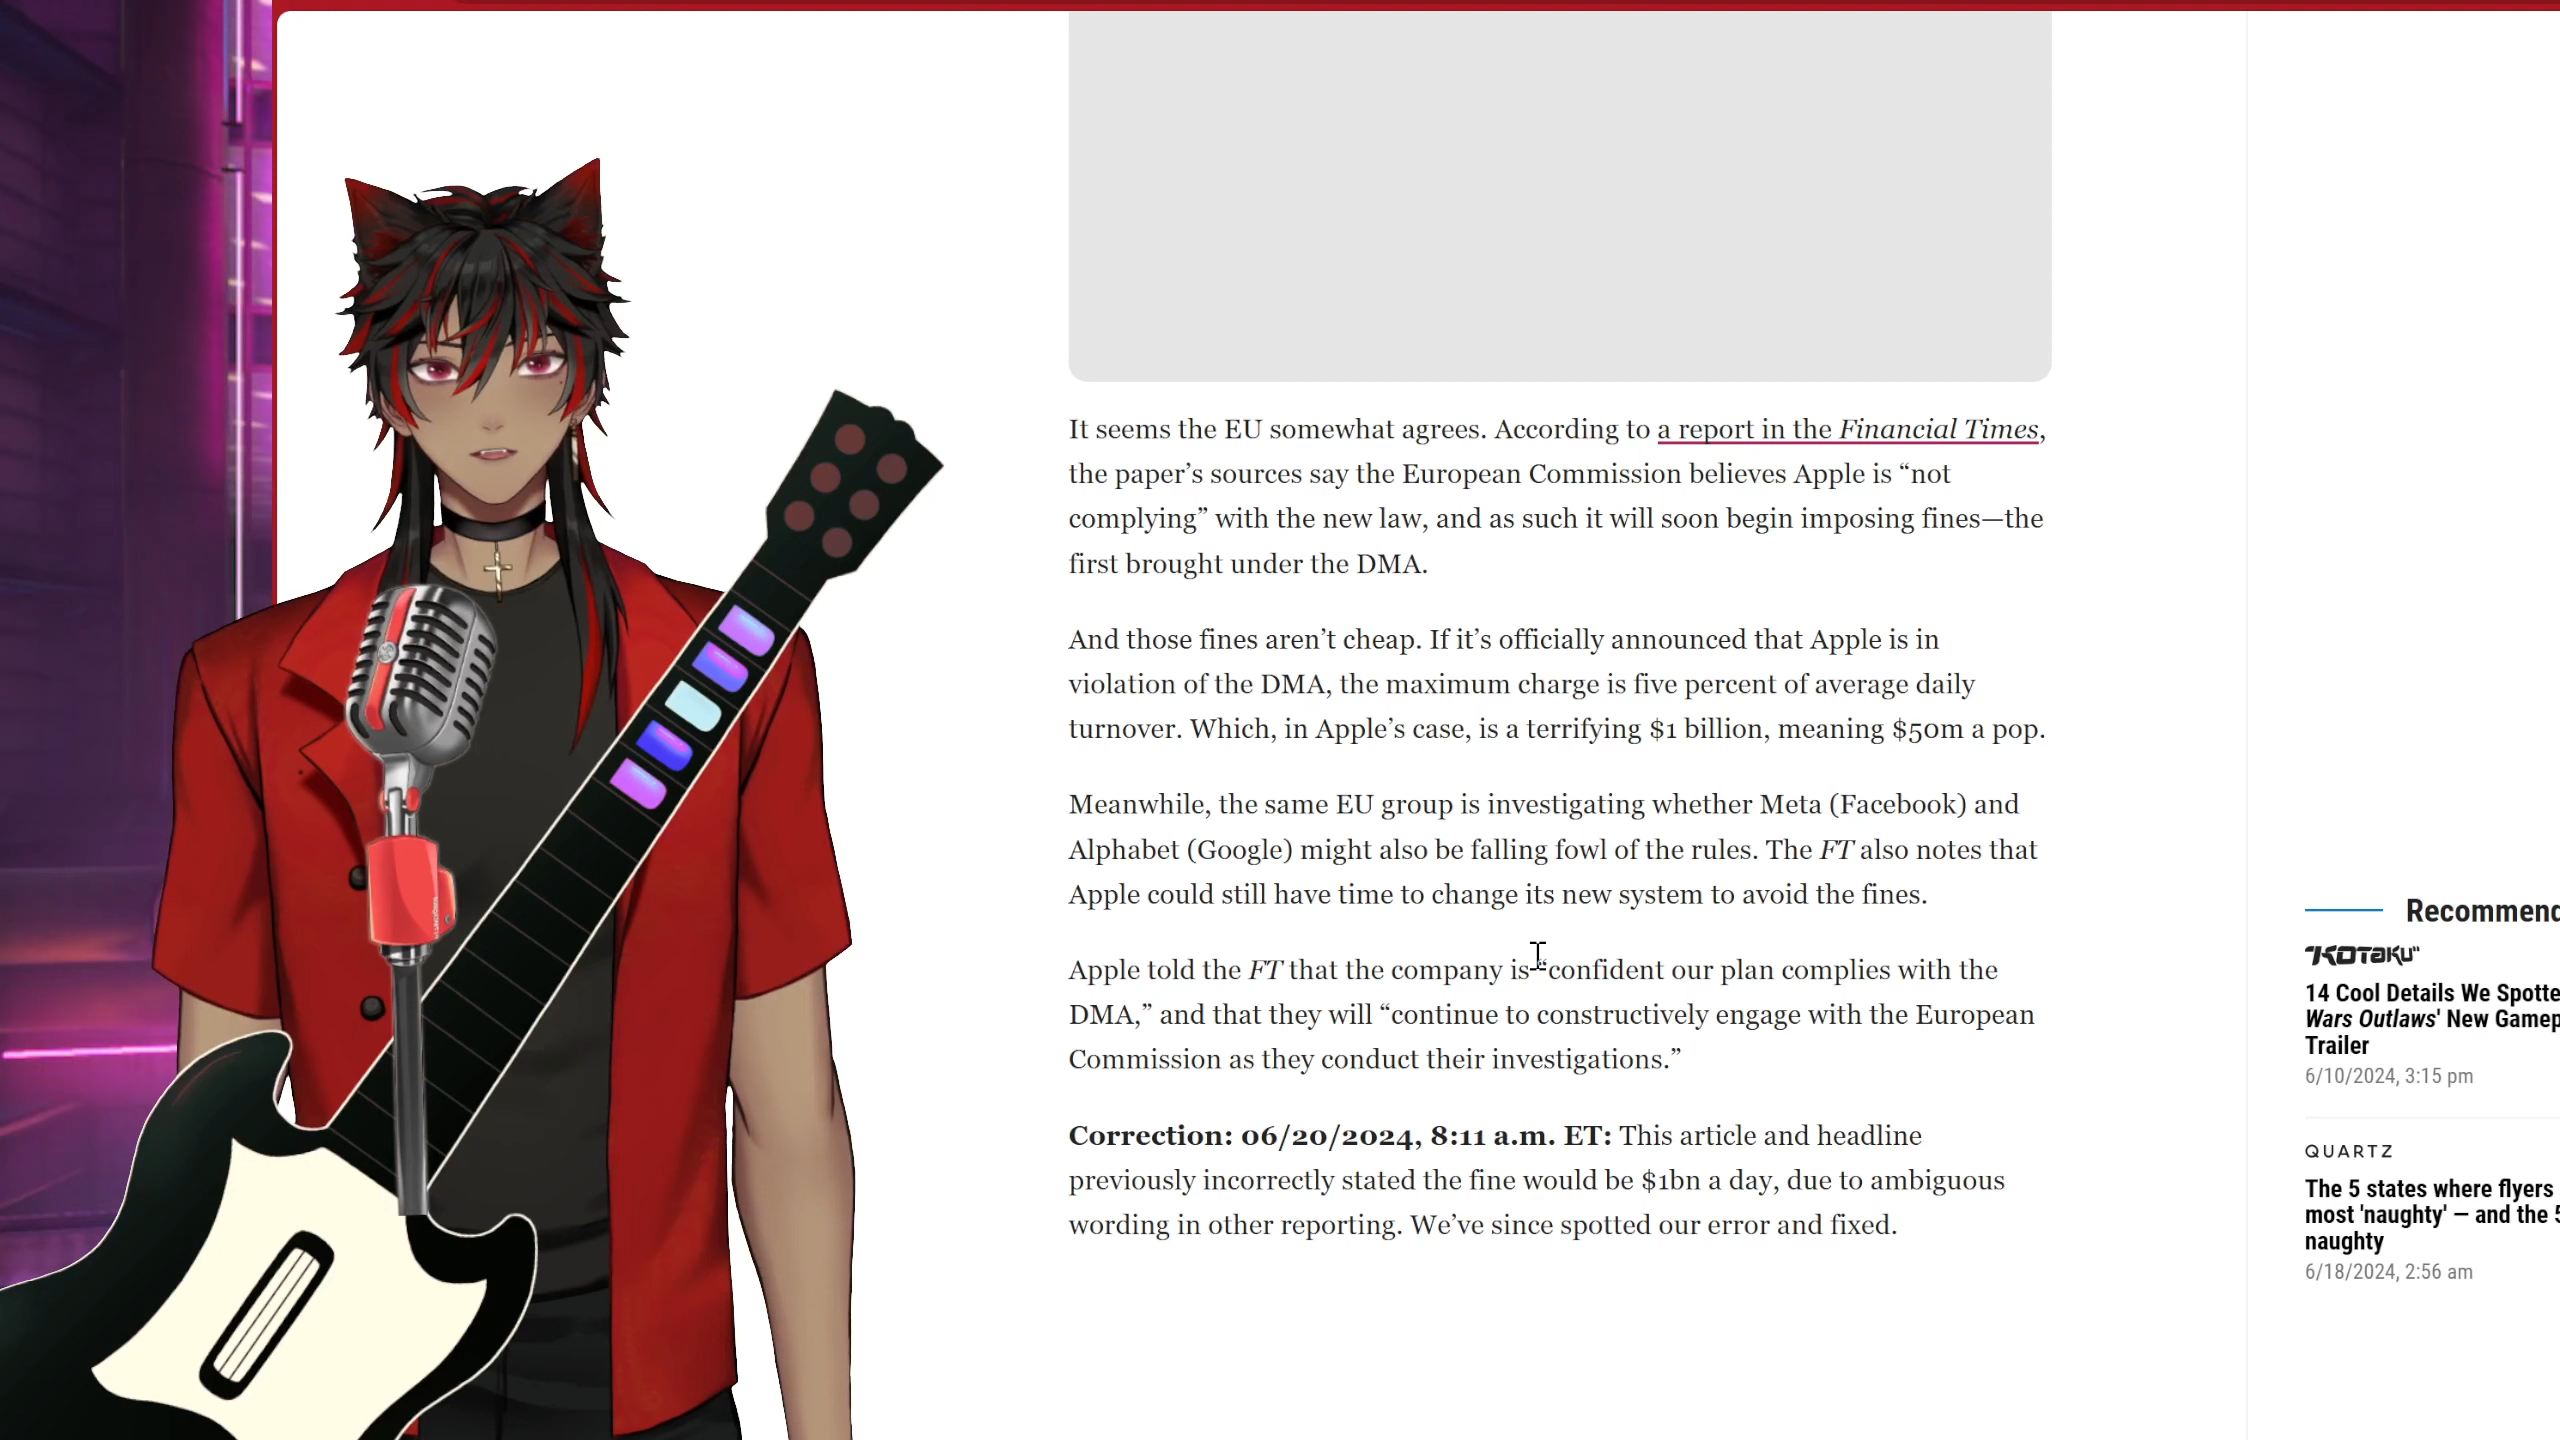 It seems the EU somewhat agrees. According to a report in the Financial Times,
the paper’s sources say the European Commission believes Apple is “not
complying” with the new law, and as such it will soon begin imposing fines—the
first brought under the DMA.
And those fines aren’t cheap. If it’s officially announced that Apple is in
violation of the DMA, the maximum charge is five percent of average daily
turnover. Which, in Apple’s case, is a terrifying $1 billion, meaning $50m a pop.
Meanwhile, the same EU group is investigating whether Meta (Facebook) and
Alphabet (Google) might also be falling fowl of the rules. The FT also notes that
Apple could still have time to change its new system to avoid the fines.
Apple told the FT that the company is “confident our plan complies with the
DMA,” and that they will “continue to constructively engage with the European
Commission as they conduct their investigations.”
Correction: 06/20/2024, 8:11 a.m. ET: This article and headline
previously incorrectly stated the fine would be $1bn a day, due to ambiguous
wording in other reporting. We’ve since spotted our error and fixed.
Recommend
KOTAKU
14 Cool Details We Spotte
Wars Outlaws' New Gamep
Trailer
6/10/2024, 3:15 pm
QUARTZ
The 5 states where flyers
most 'naughty' — and the 5
naughty
6/18/2024, 2:56 am